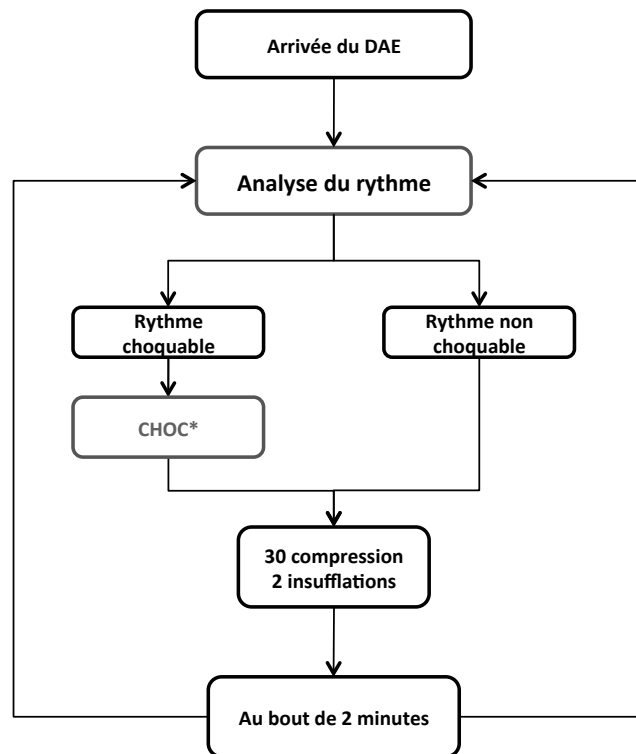 Arrivée du DAE
Analyse du rythme
Rythme
choquable
Rythme non
choquable
CHOC*
30 compression
2 insufflations
Au bout de 2 minutes